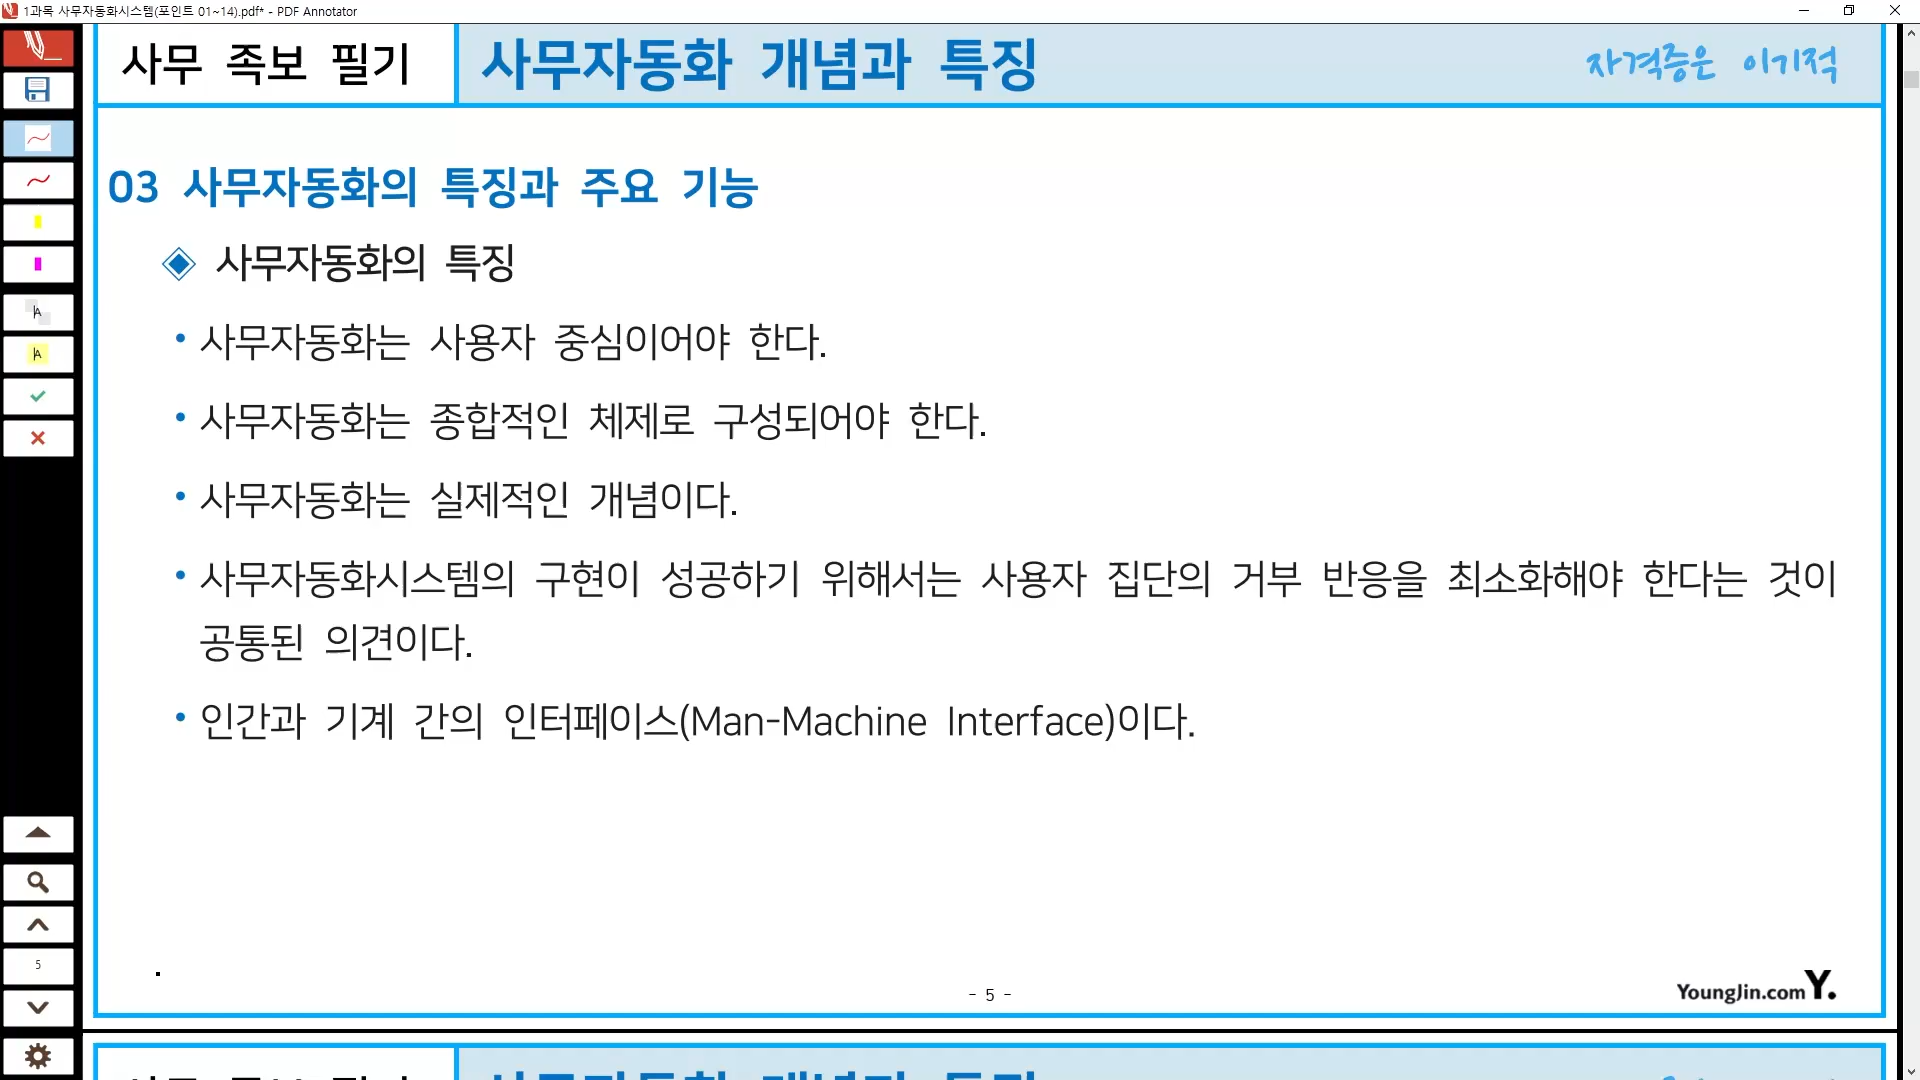 1과목 사무자동화시스템(포인트 01~14).pdf* - PDF Annotator
사무 족보 필기
사무자동화 개념과 특징
자격증은 이기적
03 사무자동화의 특징과 주요 기능
사무자동화의 특징
• 사무자동화는 사용자 중심이어야 한다.
• 사무자동화는 종합적인 체제로 구성되어야 한다.
• 사무자동화는 실제적인 개념이다.
• 사무자동화시스템의 구현이 성공하기 위해서는 사용자 집단의 거부 반응을 최소화해야 한다는 것이
공통된 의견이다.
• 인간과 기계 간의 인터페이스(Man-Machine Interface)이다.
5
- 5 -
YoungJin.com Y.